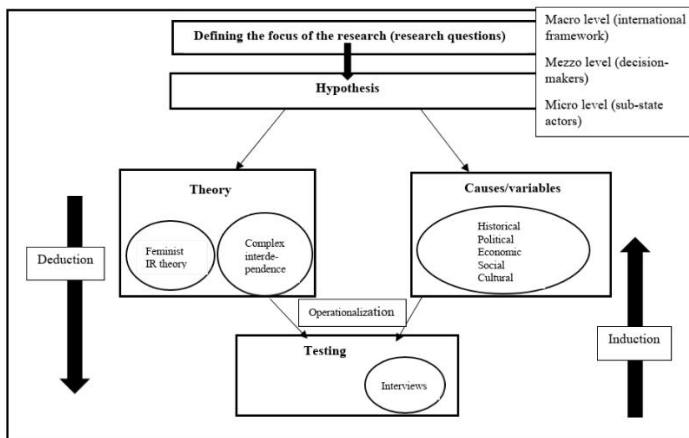 Defining the focus of the research (research questions)
Macro level (international
framework)
Mezzo level (decision-
makers)
Micro level (sub-state
actors)
Hypothesis
Theory
Feminist
IR theory
Complex
interde-
pendence
Causes/variables
Historical
Political
Economic
Social
Cultural
Deduction
Operationalization
Induction
Testing
Interviews